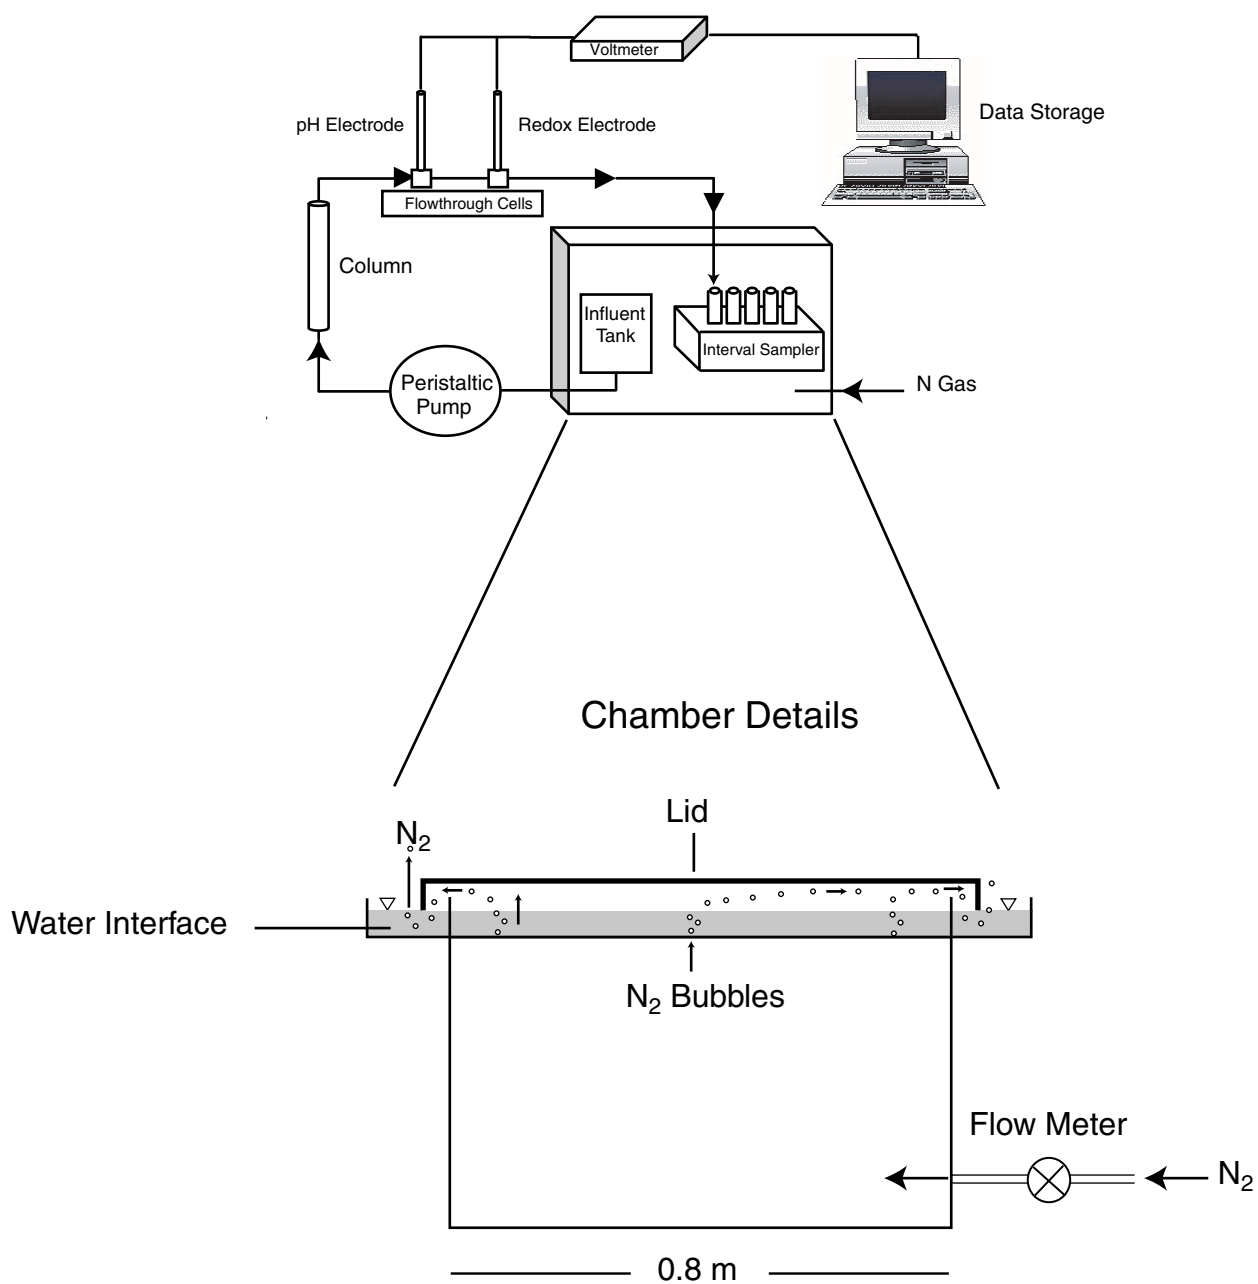 Voltmeter
Data Storage
pH Electrode
Redox Electrode
Flowthrough Cells
Column
Influent
Tank
Interval Sampler
Peristaltic
Pump
N Gas
Chamber Details
Lid
N2
Water Interface
N2 Bubbles
Flow Meter
N2
0.8 m